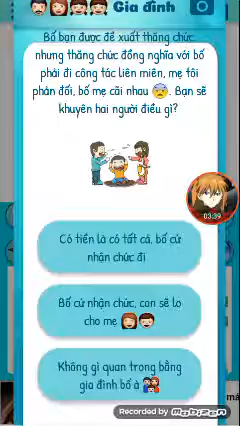 Gia đình
Bố bạn được đề xuất thăng chức,
nhưng thăng chức đồng nghĩa với bố
phải đi công tác liên miên, mẹ tôi
phản đối, bố mẹ cãi nhau 😨. Bạn sẽ
khuyên hai người điều gì?
03:39
Có tiền là có tất cả, bố cứ
nhận chức đi
Bố cứ nhận chức, con sẽ lo
cho mẹ 👩👦
Không gì quan trọng bằng
gia đình bố ạ 👪
Recorded by Mobizen